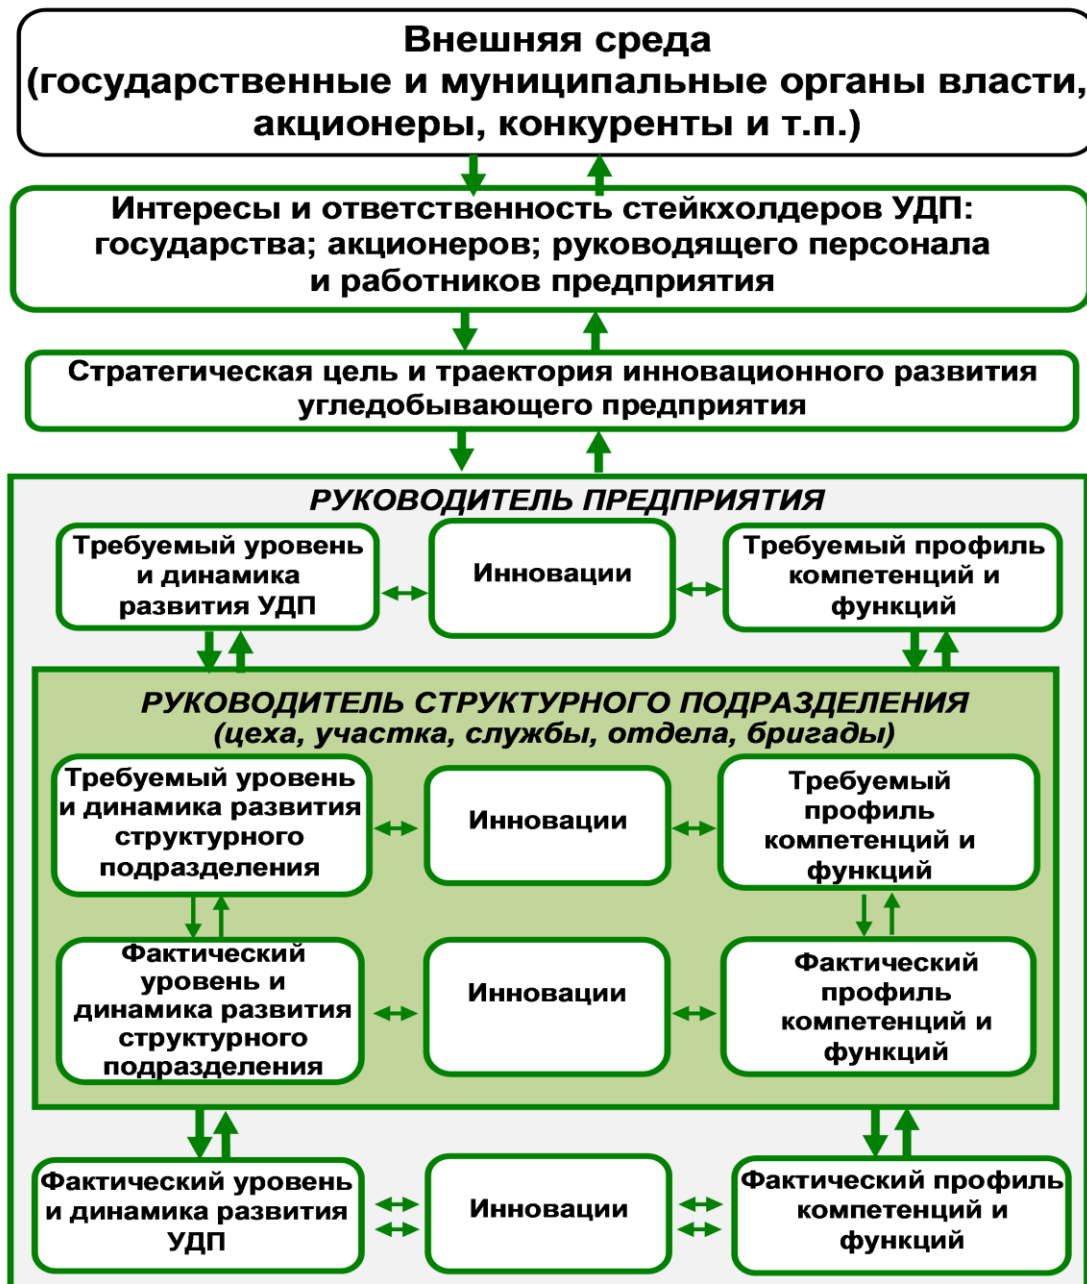 Внешняя среда
(государственные и муниципальные органы власти,
акционеры, конкуренты и т.п.)
Интересы и ответственность стейкхолдеров УДП:
государства; акционеров; руководящего персонала
и работников предприятия
Стратегическая цель и траектория инновационного развития
угледобывающего предприятия
РУКОВОДИТЕЛЬ ПРЕДПРИЯТИЯ
Требуемый уровень
и динамика
развития УДП
Инновации
Требуемый профиль
компетенций и
функций
РУКОВОДИТЕЛЬ СТРУКТУРНОГО ПОДРАЗДЕЛЕНИЯ
(цеха, участка, службы, отдела, бригады)
Требуемый уровень
и динамика развития
структурного
подразделения
Инновации
Требуемый
профиль
компетенций и
функций
Фактический
уровень и
динамика развития
структурного
подразделения
Инновации
Фактический
профиль
компетенций и
функций
Фактический уровень
и динамика развития
УДП
Инновации
Фактический профиль
компетенций и
функций